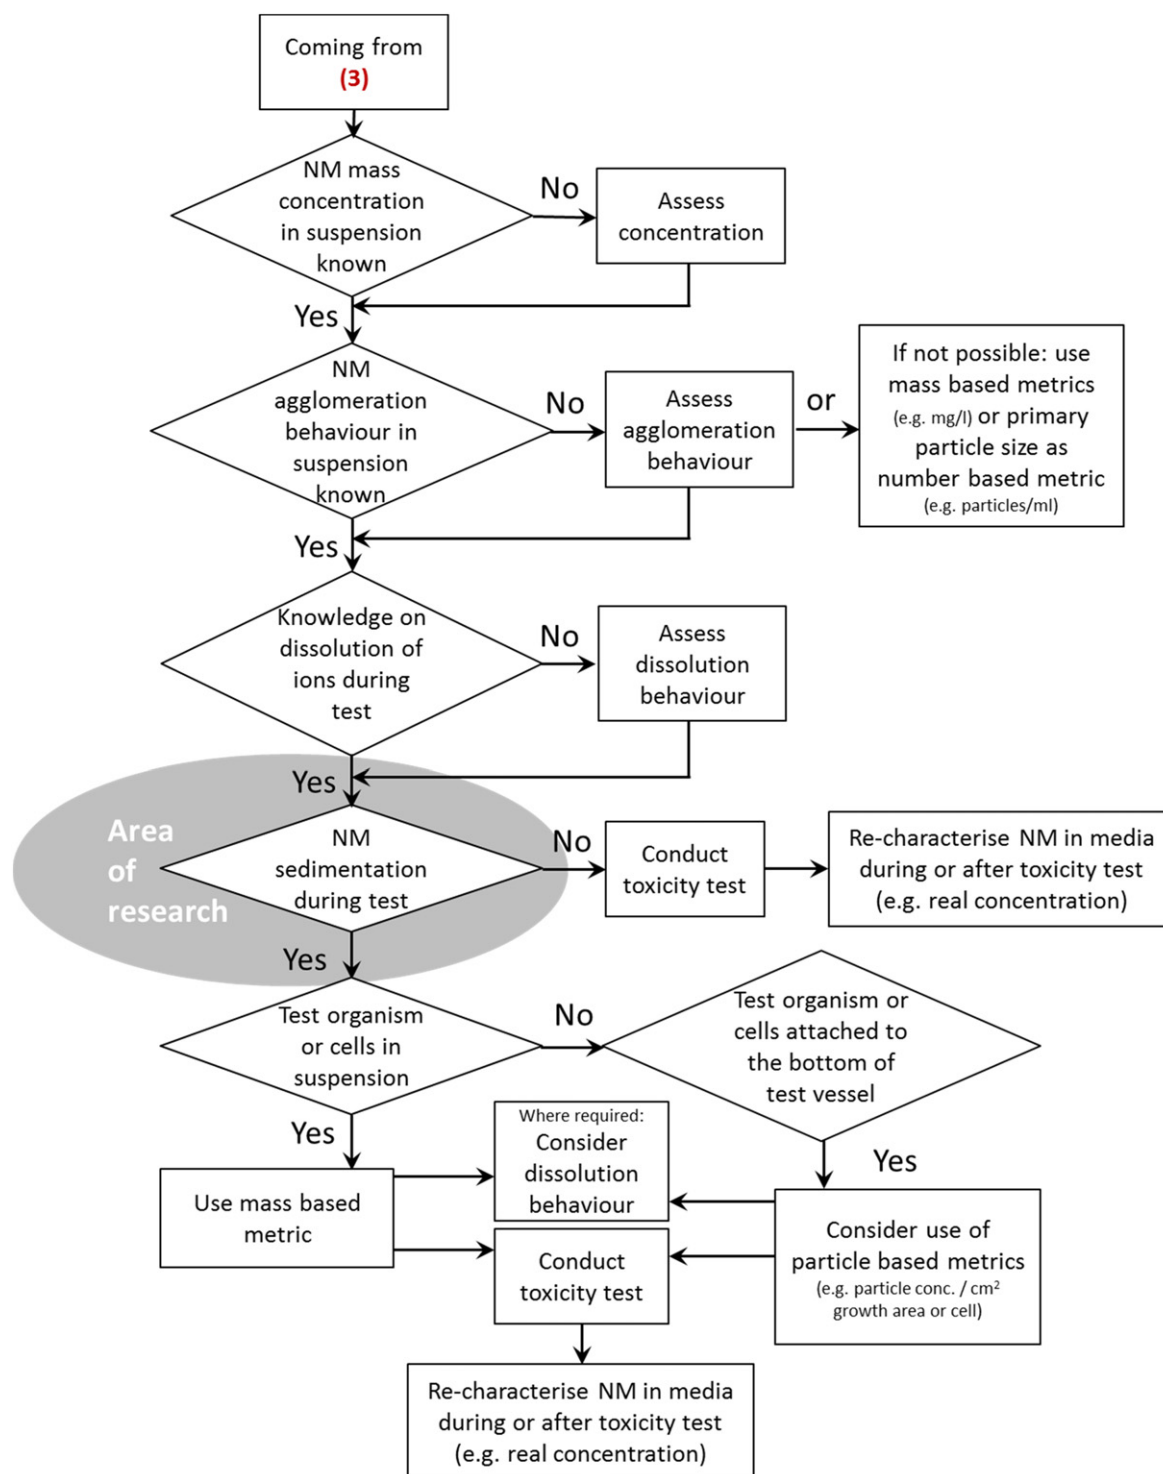 Coming from
(3)
NM mass
concentration
in suspension
known
No
Assess
concentration
Yes
NM
agglomeration
behaviour in
suspension
known
No
Assess
agglomeration
behaviour
or
If not possible: use
mass based metrics
(e.g. mg/l) or primary
particle size as
number based metric
(e.g. particles/ml)
Yes
Knowledge on
dissolution of
ions during
test
No
Assess
dissolution
behaviour
Yes
Area
of
research
NM
sedimentation
during test
No
Conduct
toxicity test
Re-characterise NM in media
during or after toxicity test
(e.g. real concentration)
Yes
Test organism
or cells in
suspension
No
Test organism or
cells attached to
the bottom of
test vessel
Yes
Use mass based
metric
Where required:
Consider
dissolution
behaviour
Yes
Consider use of
particle based metrics
(e.g. particle conc. / cm²
growth area or cell)
Conduct
toxicity test
Re-characterise NM in media
during or after toxicity test
(e.g. real concentration)